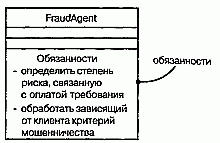 FraudAgent
Обязанности
- определить степень
риска, связанную
с оплатой требования
- обработать зависящий
от клиента критерий
мошенничества
обязанности